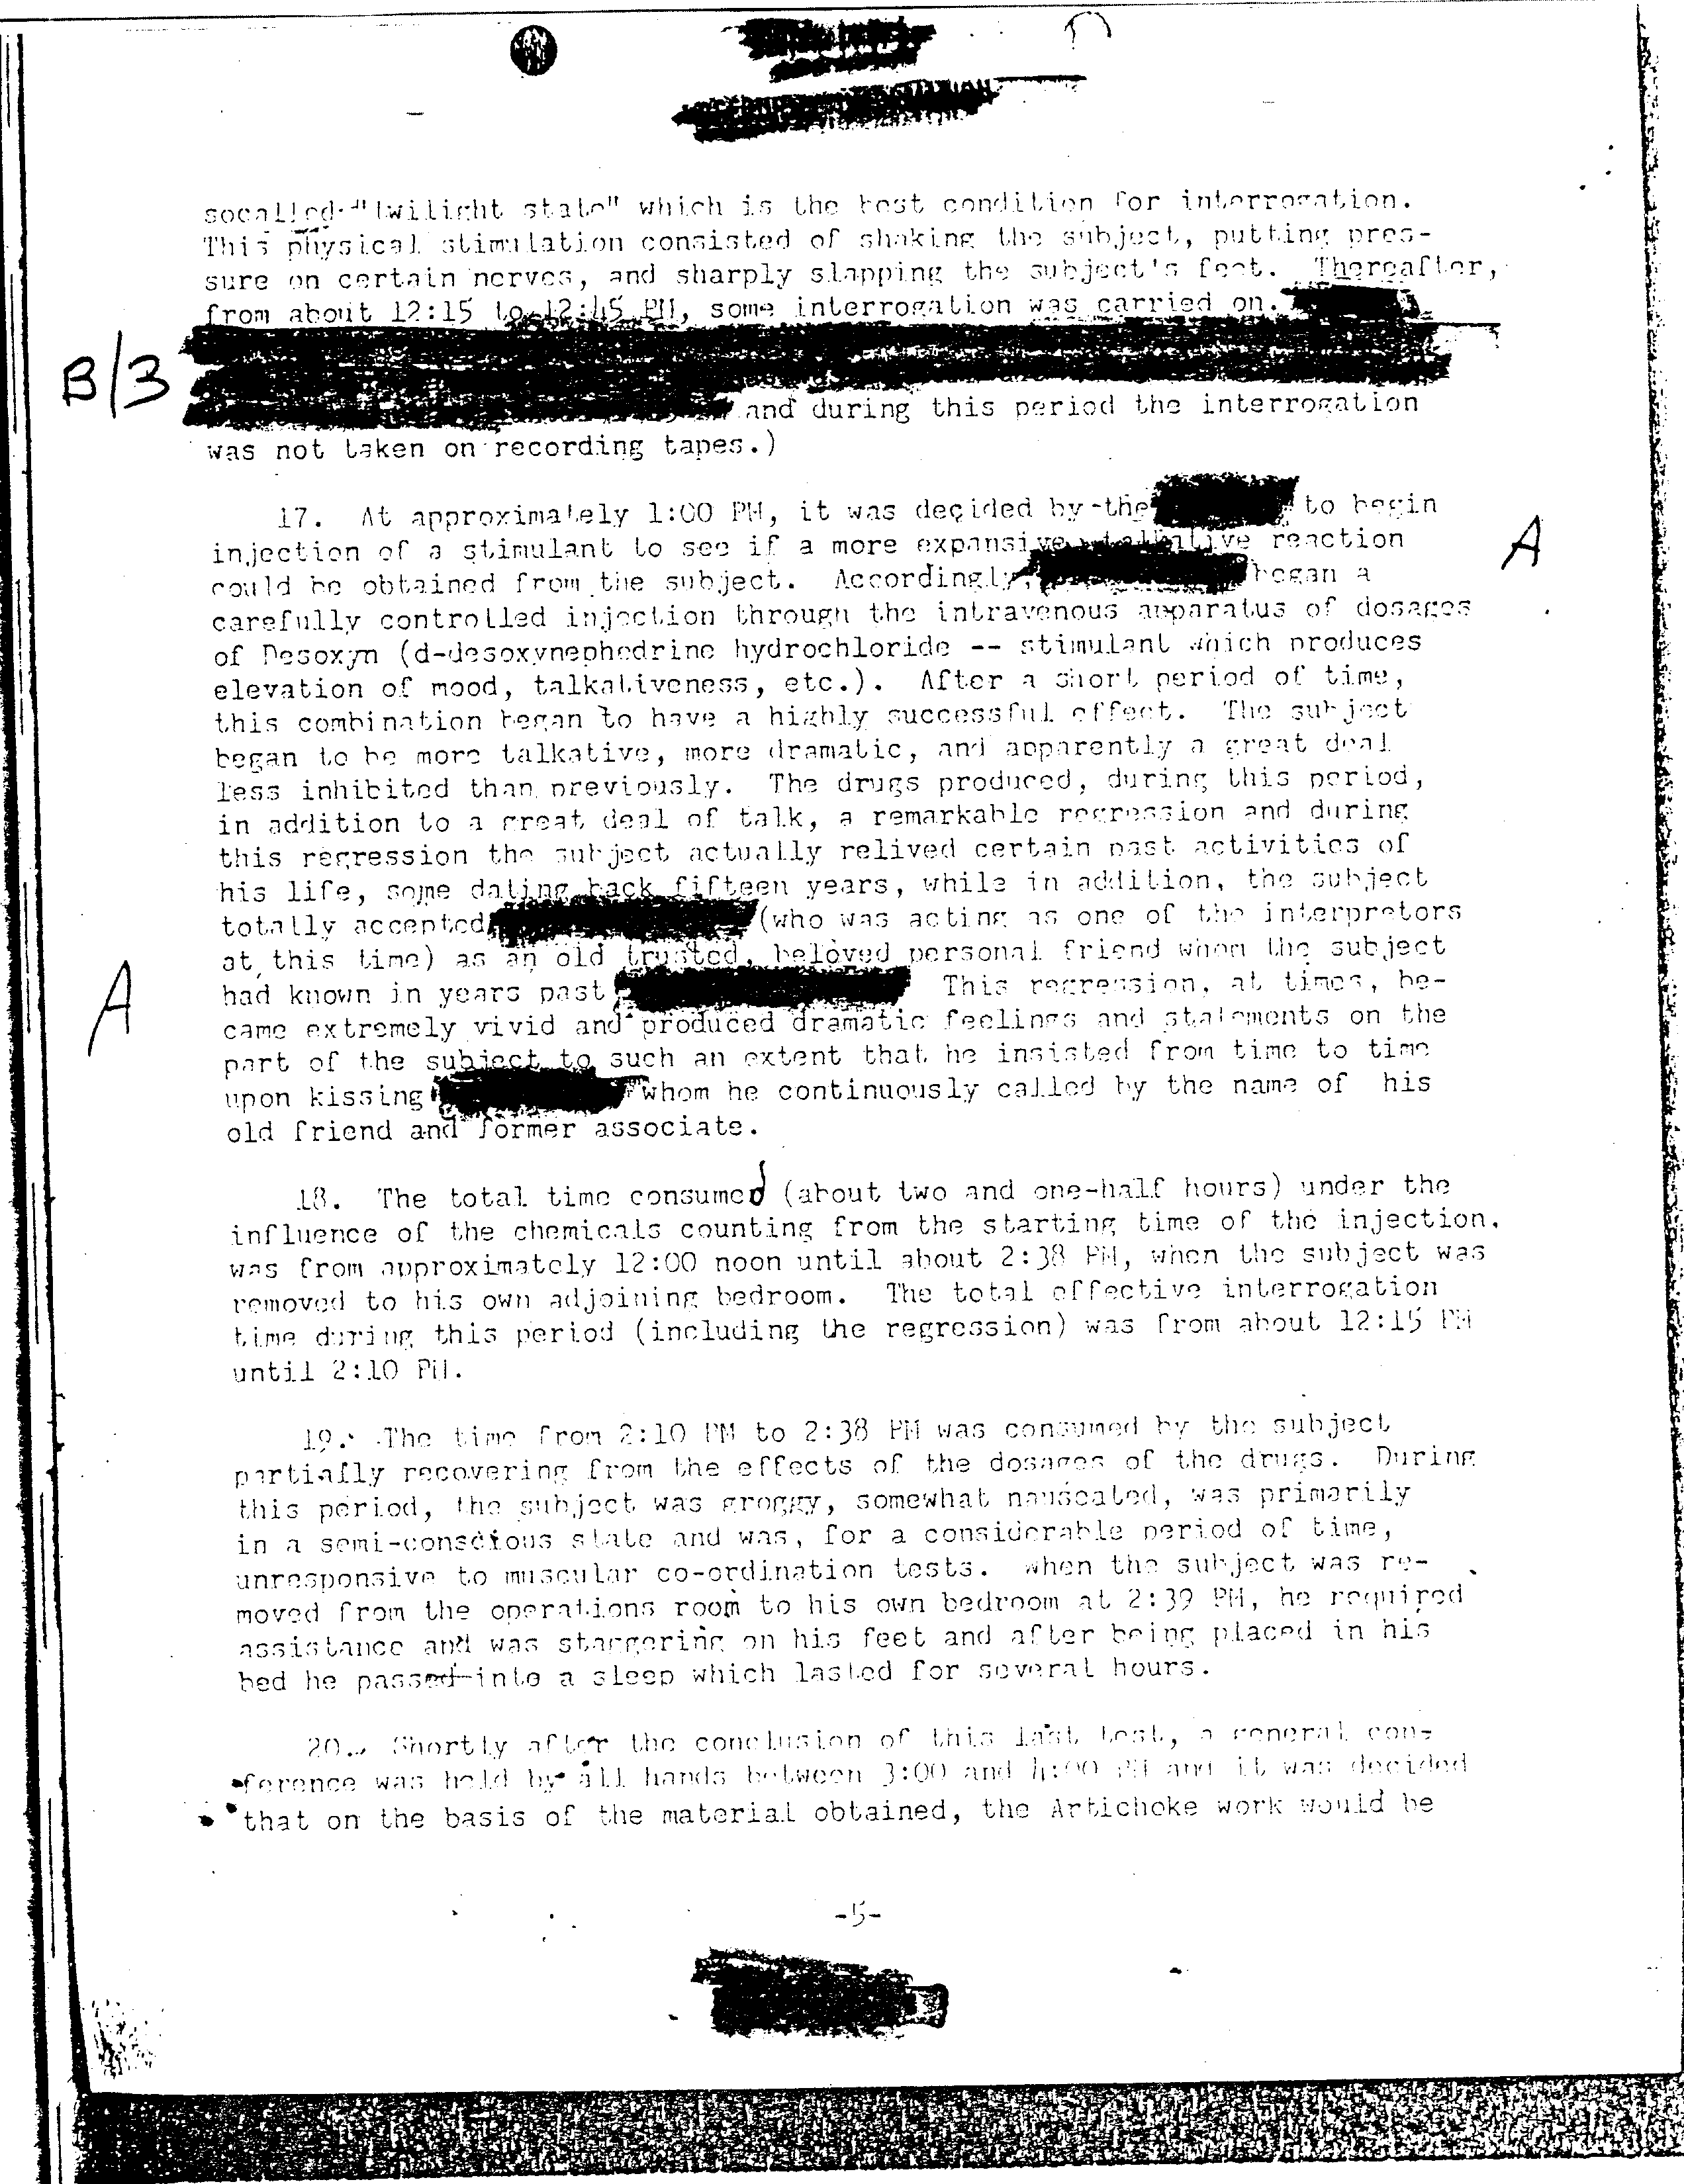 socalled "twilight state" which is the best condition for interrogation.
This physical stimulation consisted of shaking the subject, putting pres-
sure on certain nerves, and sharply slapping the subject's feet. Thereafter,
from about 12:15 to 12:45 PM, some interrogation was carried on.
B/3
and during this period the interrogation
was not taken on recording tapes.)
17. At approximately 1:00 PM, it was decided by the to begin
injection of a stimulant to see if a more expansive, talkative reaction
A
could be obtained from the subject. Accordingly, began a
carefully controlled injection through the intravenous apparatus of dosages
of Desoxyn (d-desoxynephedrine hydrochloride -- stimulant which produces
elevation of mood, talkativeness, etc.). After a short period of time,
this combination began to have a highly successful effect. The subject
began to be more talkative, more dramatic, and apparently a great deal
less inhibited than previously. The drugs produced, during this period,
in addition to a great deal of talk, a remarkable regression and during
this regression the subject actually relived certain past activities of
his life, some dating back fifteen years, while in addition, the subject
totally accepted (who was acting as one of the interpretors
at this time) as an old trusted, beloved personal friend whom the subject
had known in years past This regression, at times, be-
A
came extremely vivid and produced dramatic feelings and statements on the
part of the subject to such an extent that he insisted from time to time
upon kissing whom he continuously called by the name of his
old friend and former associate.
18. The total time consumed (about two and one-half hours) under the
influence of the chemicals counting from the starting time of the injection,
was from approximately 12:00 noon until about 2:38 PM, when the subject was
removed to his own adjoining bedroom. The total effective interrogation
time during this period (including the regression) was from about 12:15 PM
until 2:10 PM.
19. The time from 2:10 PM to 2:38 PM was consumed by the subject
partially recovering from the effects of the dosages of the drugs. During
this period, the subject was groggy, somewhat nauseated, was primarily
in a semi-conscious state and was, for a considerable period of time,
unresponsive to muscular co-ordination tests. When the subject was re-
moved from the operations room to his own bedroom at 2:39 PM, he required
assistance and was staggering on his feet and after being placed in his
bed he passed into a sleep which lasted for several hours.
20. Shortly after the conclusion of this last test, a general con-
ference was held by all hands between 3:00 and 4:00 PM and it was decided
that on the basis of the material obtained, the Artichoke work would be
-5-